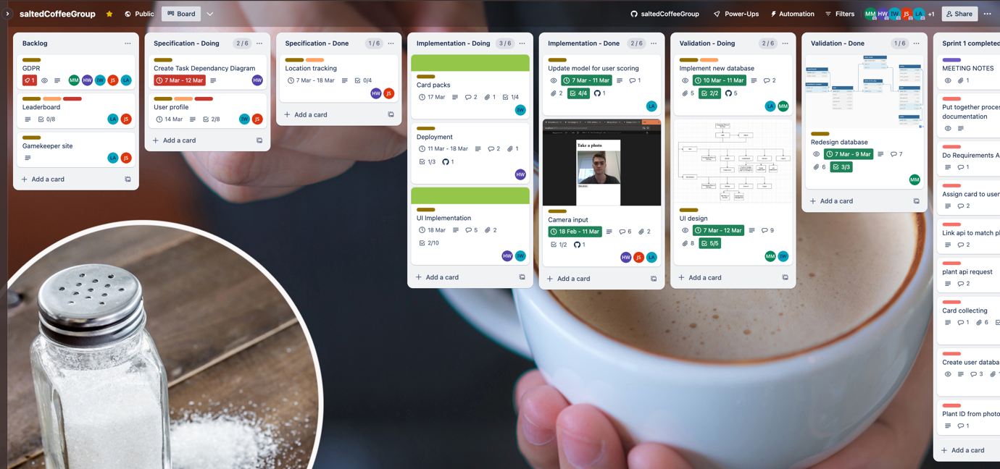 saltedCoffeeGroup
Public
Board
saltedCoffeeGroup
Power-Ups
Automation
Filters
MM HW IW JS LA +1
Share
Backlog
GDPR
1
MM HW IW JS LA
Leaderboard
0/8
LA JS
Gamekeeper site
LA JS
Add a card
Specification - Doing 2 / 6
Create Task Dependancy Diagram
7 Mar - 12 Mar
HW
User profile
14 Mar 2/8
IW JS
Add a card
Specification - Done 1 / 6
Location tracking
7 Mar - 18 Mar 0/4
HW JS
Add a card
Implementation - Doing 3 / 6
Card packs
17 Mar 2 1 1/4
IW
Deployment
11 Mar - 18 Mar 2 1
1/3 1
HW
UI Implementation
18 Mar 5 2
2/10
HW IW
Add a card
Implementation - Done 2 / 6
Update model for user scoring
7 Mar - 11 Mar 1
2 4/4 1
LA
Take a photo
Camera input
18 Feb - 11 Mar 6 2
1/2 1
HW JS LA
Add a card
Validation - Doing 2 / 6
Implement new database
10 Mar - 11 Mar 2
5 2/2 5
LA MM
UI design
7 Mar - 12 Mar 9
8 5/5
MM IW
Add a card
Validation - Done 1 / 6
Redesign database
7 Mar - 9 Mar 7
6 3/3
MM
Add a card
Sprint 1 completed
MEETING NOTES
1
Put together proces
documentation
Do Requirements A
1
Assign card to user
2
Link api to match pl
2
plant api request
2
Card collecting
1 6
Create user databa
3
Plant ID from photo
1
Add a card